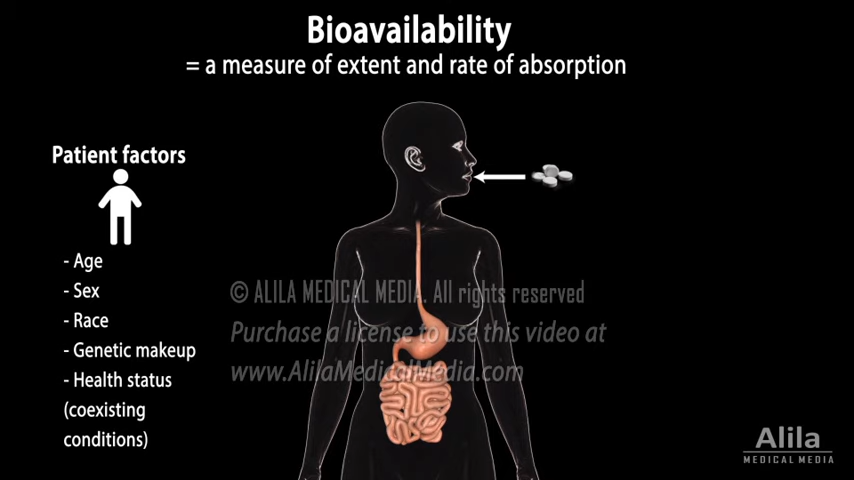 Bioavailability
= a measure of extent and rate of absorption
Patient factors
- Age
- Sex
- Race
- Genetic makeup
- Health status
(coexisting
conditions)
© ALILA MEDICAL MEDIA. All rights reserved
Purchase a license to use this video at
www.AlilaMedicalMedia.com
Alila
MEDICAL MEDIA